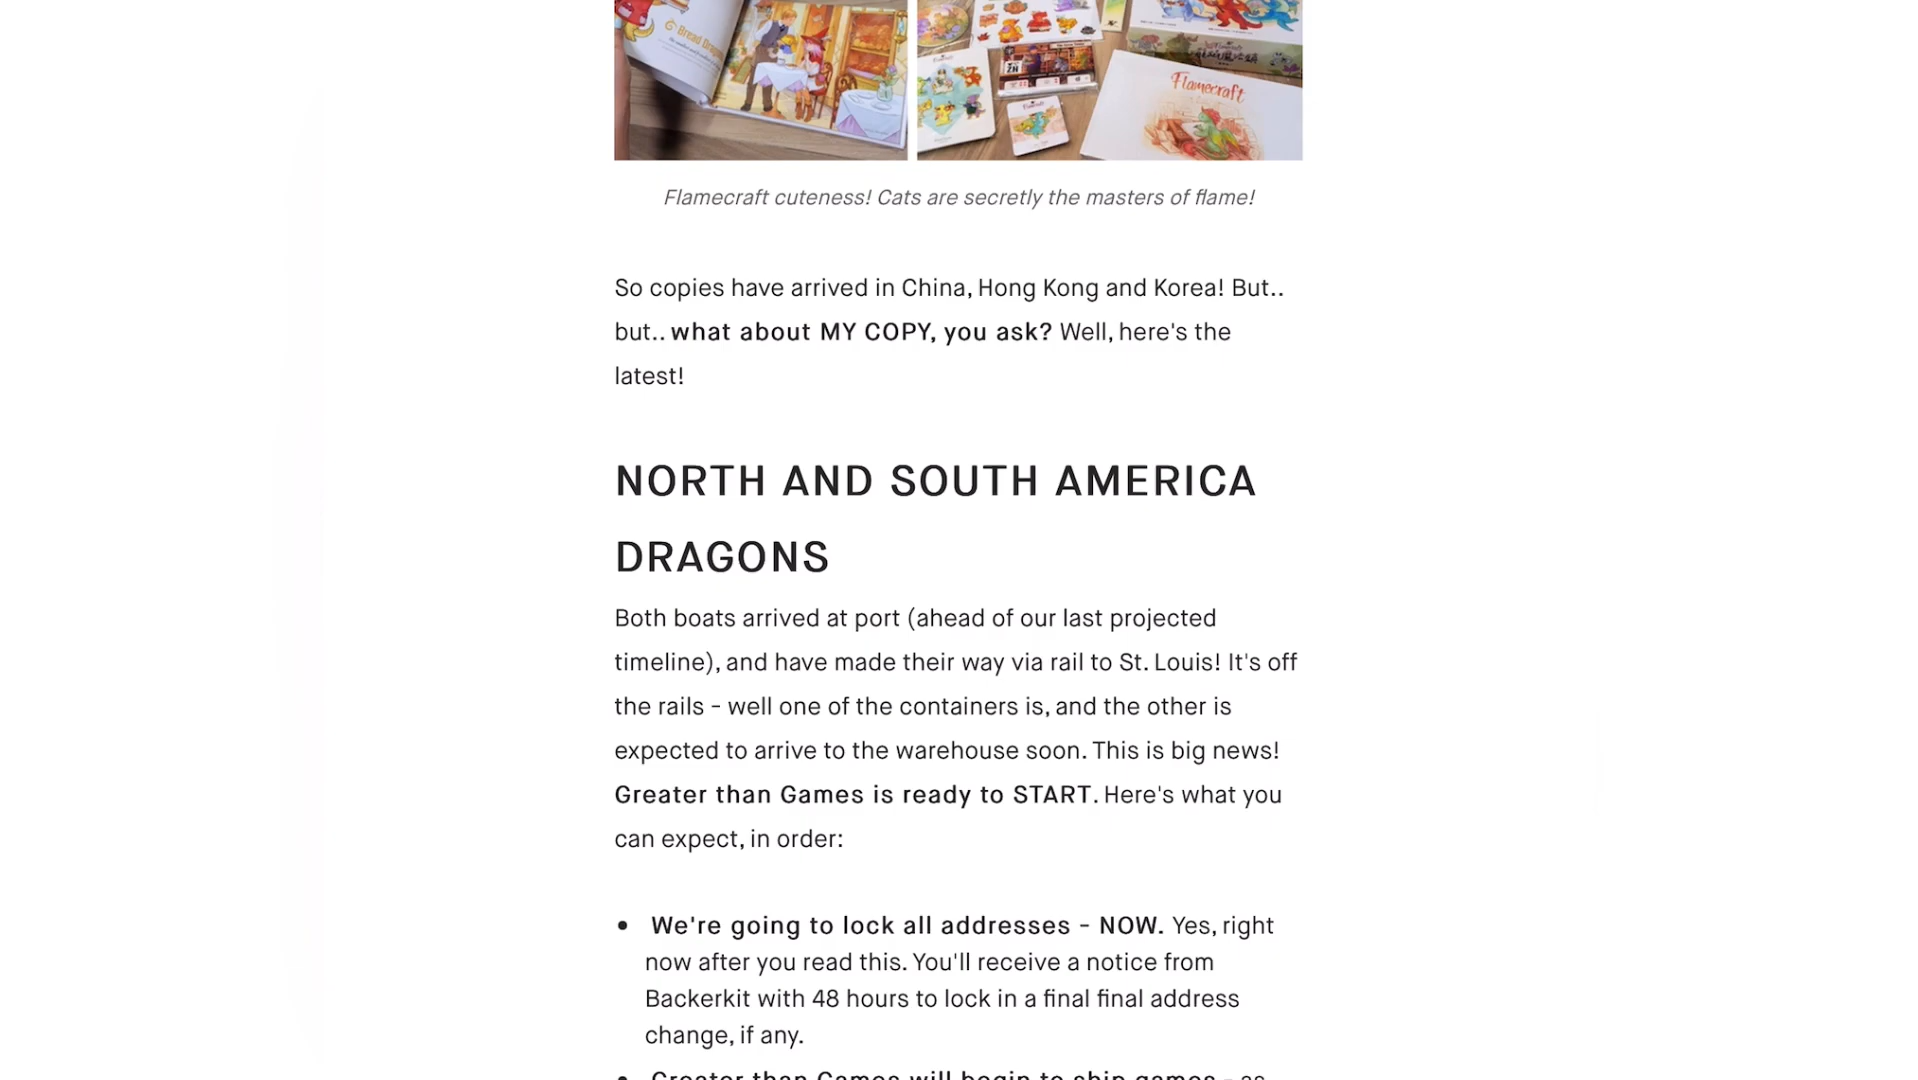 Bread Dragon
Flamecraft
Flamecraft cuteness! Cats are secretly the masters of flame!
So copies have arrived in China, Hong Kong and Korea! But..
but.. what about MY COPY, you ask? Well, here's the
latest!
NORTH AND SOUTH AMERICA
DRAGONS
Both boats arrived at port (ahead of our last projected
timeline), and have made their way via rail to St. Louis! It's off
the rails - well one of the containers is, and the other is
expected to arrive to the warehouse soon. This is big news!
Greater than Games is ready to START. Here's what you
can expect, in order:
• We're going to lock all addresses - NOW. Yes, right
now after you read this. You'll receive a notice from
Backerkit with 48 hours to lock in a final final address
change, if any.
• Greater than Games will begin to ship games - as